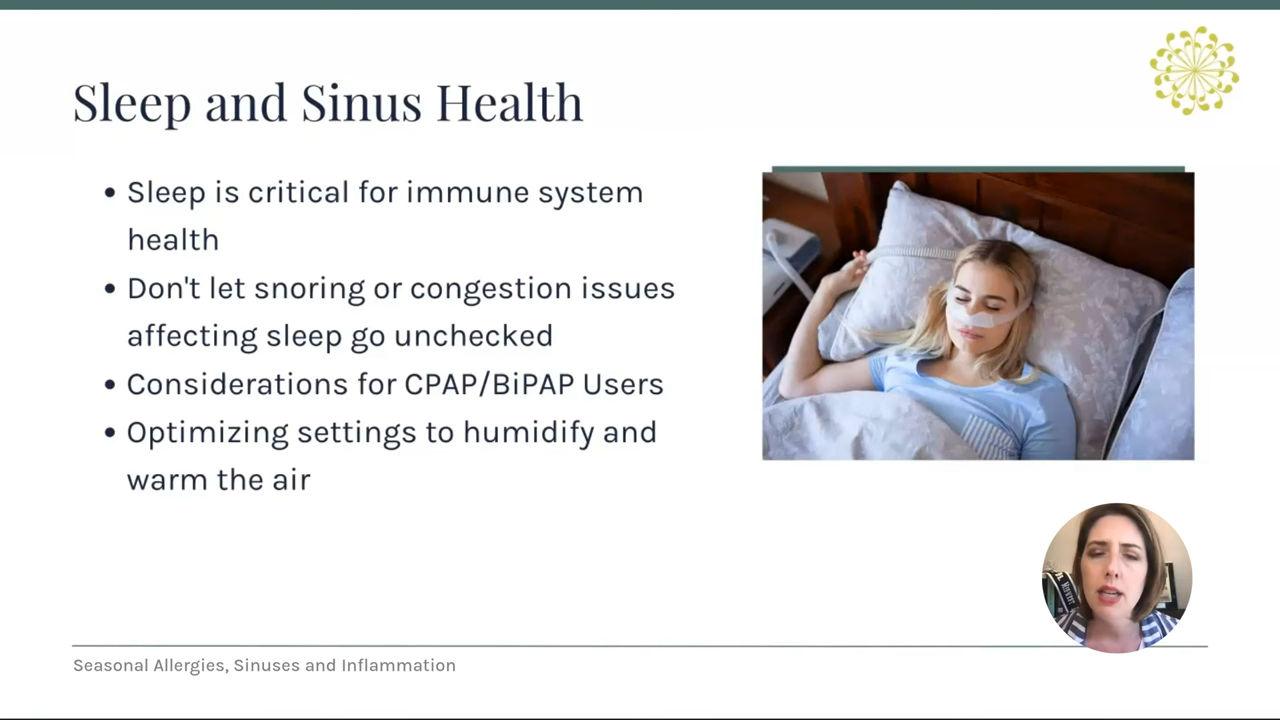 Sleep and Sinus Health
• Sleep is critical for immune system
health
• Don't let snoring or congestion issues
affecting sleep go unchecked
• Considerations for CPAP/BiPAP Users
• Optimizing settings to humidify and
warm the air
Seasonal Allergies, Sinuses and Inflammation